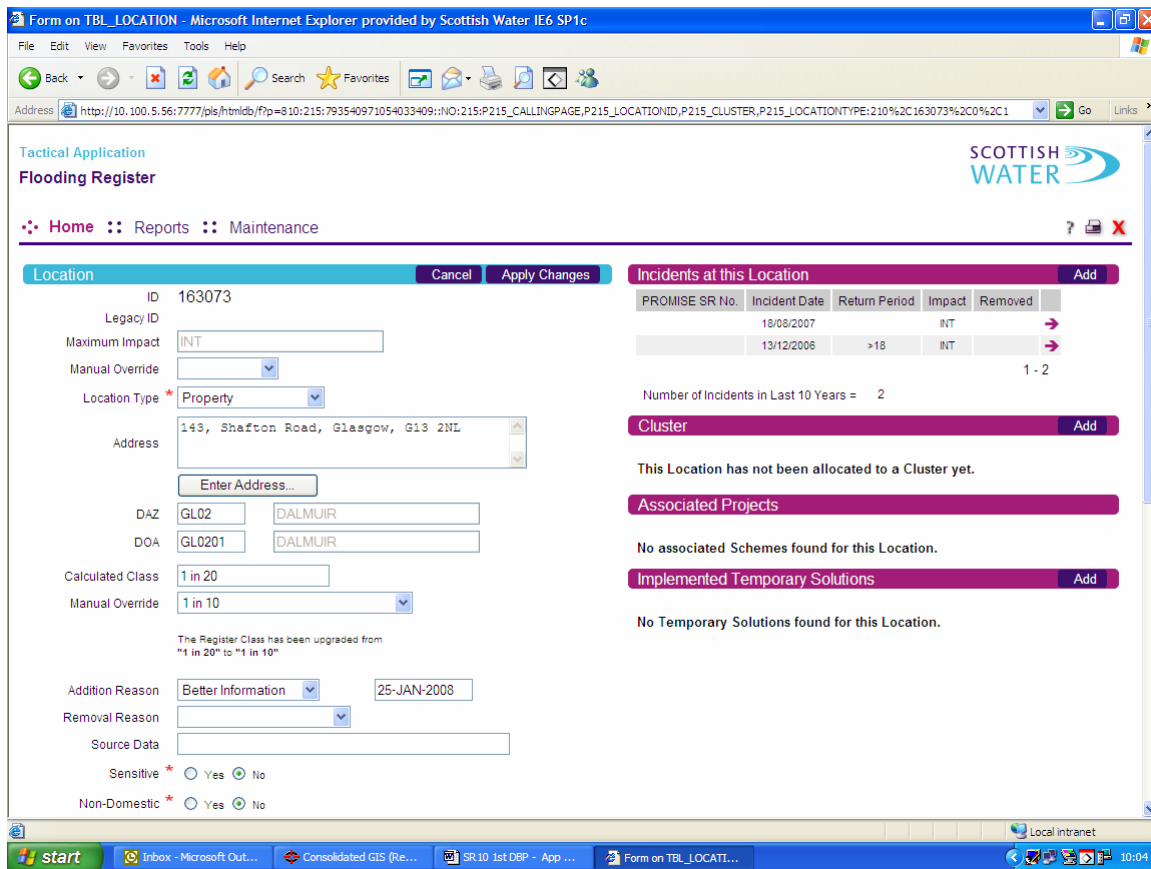 Form on TBL_LOCATION - Microsoft Internet Explorer provided by Scottish Water IE6 SP1c
File Edit View Favorites Tools Help
Back Search Favorites
Address http://10.100.5.56:7777/pls/htmldb/f?p=810:215:793540971054033409::NO:215:P215_CALLINGPAGE,P215_LOCATIONID,P215_CLUSTER,P215_LOCATIONTYPE:210%2C163073%2C0%2C1 Go Links
Tactical Application
Flooding Register
SCOTTISH
WATER
Home Reports Maintenance ? X
Location Cancel Apply Changes
ID 163073
Legacy ID
Maximum Impact INT
Manual Override
Location Type * Property
Address 143, Shafton Road, Glasgow, G13 2NL
Enter Address...
DAZ GL02 DALMUIR
DOA GL0201 DALMUIR
Calculated Class 1 in 20
Manual Override 1 in 10
The Register Class has been upgraded from
"1 in 20" to "1 in 10"
Addition Reason Better Information 25-JAN-2008
Removal Reason
Source Data
Sensitive * Yes No
Non-Domestic * Yes No
Incidents at this Location Add
PROMISE SR No. Incident Date Return Period Impact Removed
18/08/2007 INT
13/12/2006 >18 INT
1 - 2
Number of Incidents in Last 10 Years = 2
Cluster Add
This Location has not been allocated to a Cluster yet.
Associated Projects
No associated Schemes found for this Location.
Implemented Temporary Solutions Add
No Temporary Solutions found for this Location.
Local intranet
start Inbox - Microsoft Out... Consolidated GIS (Re... SR10 1st DBP - App ... Form on TBL_LOCATI... 10:04